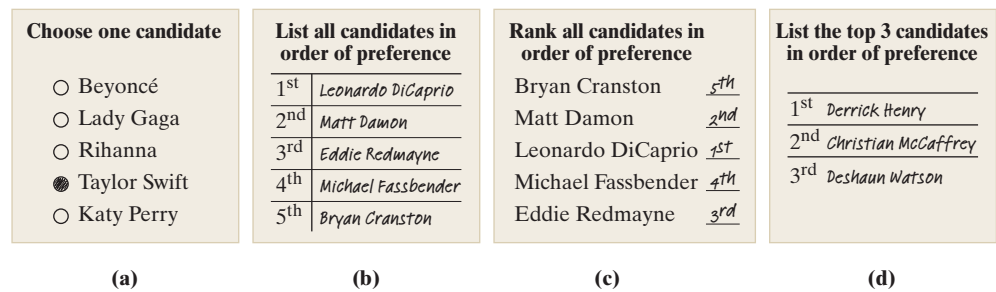 Choose one candidate
Beyoncé
Lady Gaga
Rihanna
Taylor Swift
Katy Perry
(a)
List all candidates in
order of preference
1st Leonardo DiCaprio
2nd Matt Damon
3rd Eddie Redmayne
4th Michael Fassbender
5th Bryan Cranston
(b)
Rank all candidates in
order of preference
Bryan Cranston 5th
Matt Damon 2nd
Leonardo DiCaprio 1st
Michael Fassbender 4th
Eddie Redmayne 3rd
(c)
List the top 3 candidates
in order of preference
1st Derrick Henry
2nd Christian McCaffrey
3rd Deshaun Watson
(d)